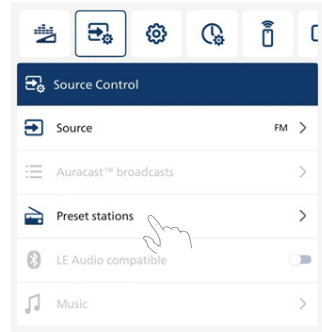 Source Control
Source FM
Auracast™ broadcasts
Preset stations
LE Audio compatible
Music